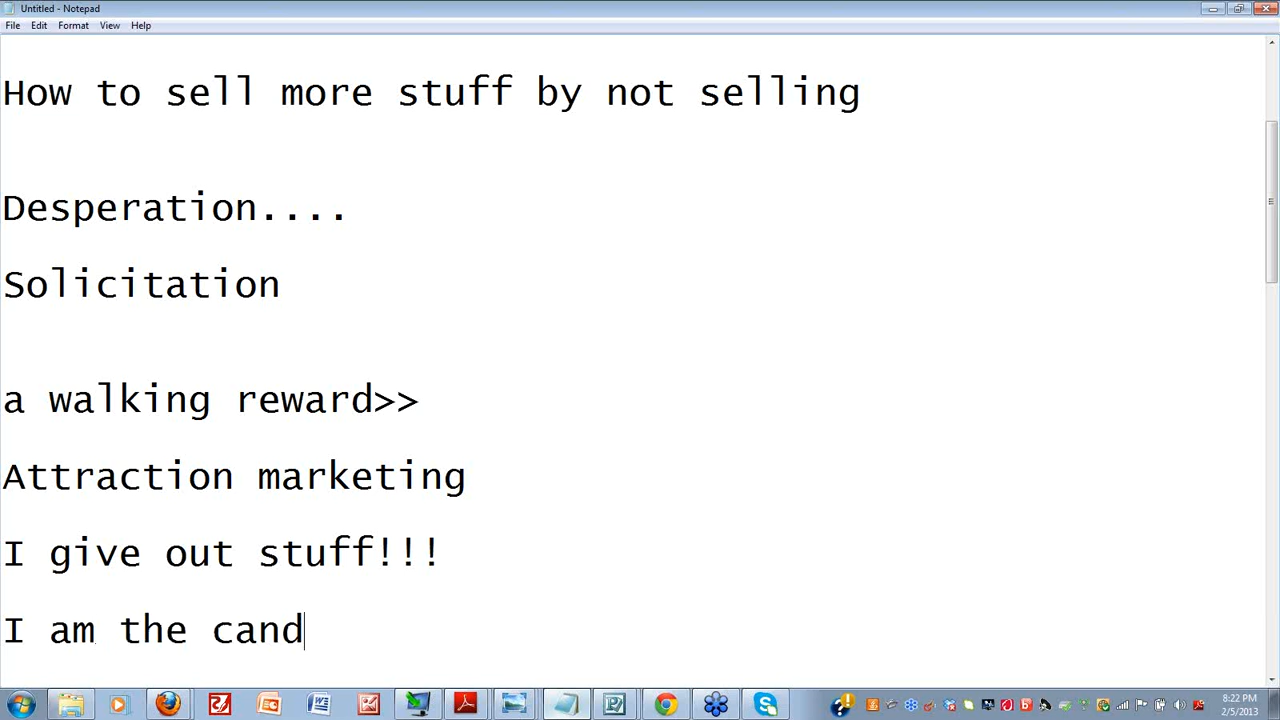 Untitled - Notepad
File Edit Format View Help
How to sell more stuff by not selling
Desperation....
Solicitation
a walking reward>>
Attraction marketing
I give out stuff!!!
I am the cand
8:22 PM
2/5/2013